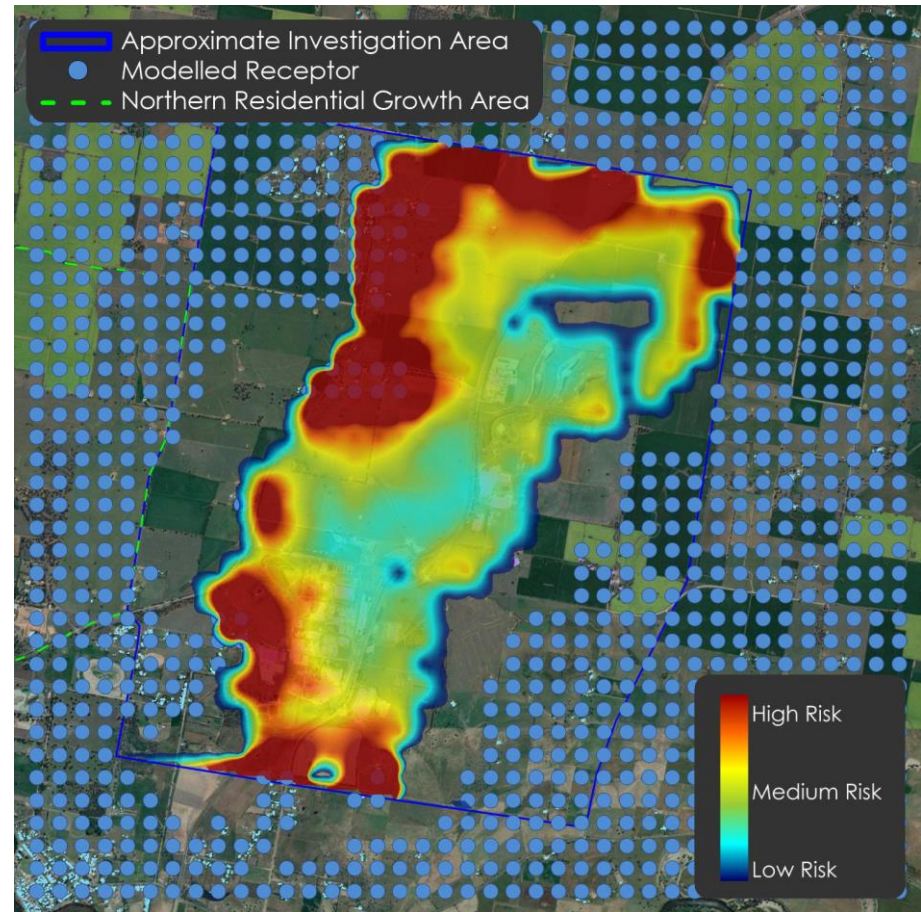 Approximate Investigation Area
Modelled Receptor
Northern Residential Growth Area
High Risk
Medium Risk
Low Risk